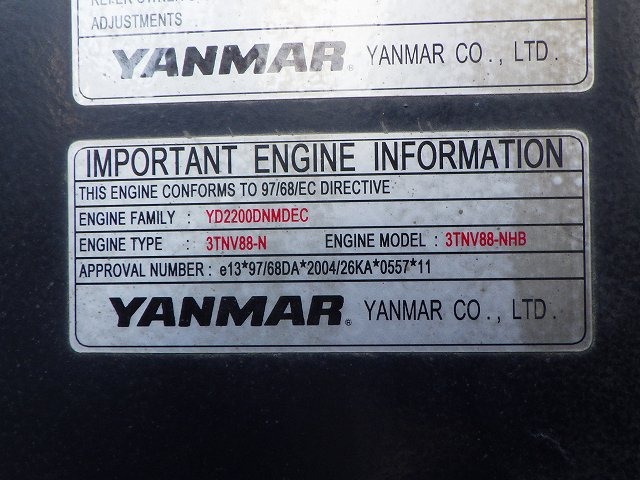 ADJUSTMENTS
YANMAR® YANMAR CO., LTD.
IMPORTANT ENGINE INFORMATION
THIS ENGINE CONFORMS TO 97/68/EC DIRECTIVE
ENGINE FAMILY : YD2200DNMDEC
ENGINE TYPE : 3TNV88-N ENGINE MODEL : 3TNV88-NHB
APPROVAL NUMBER : e13*97/68DA*2004/26KA*0557*11
YANMAR® YANMAR CO., LTD.